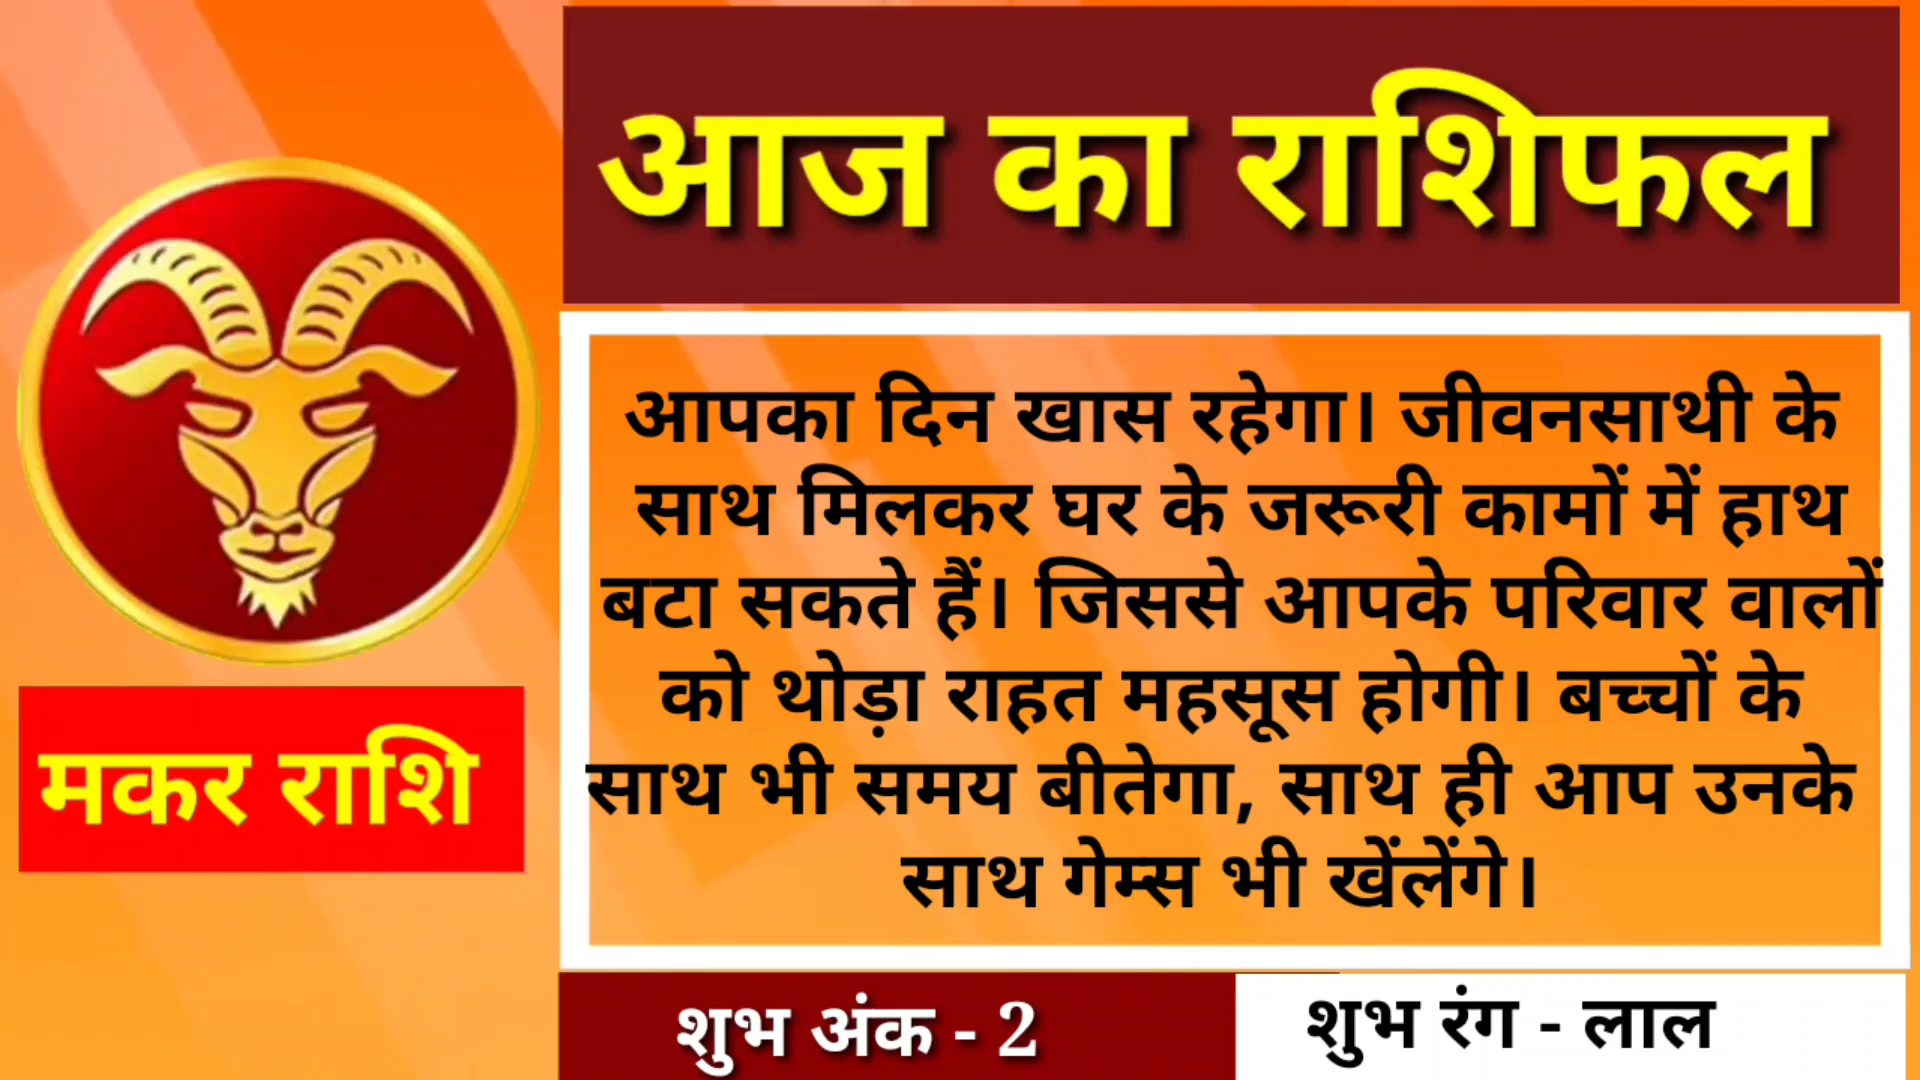 आज का राशिफल
आपका दिन खास रहेगा। जीवनसाथी के
साथ मिलकर घर के जरूरी कामों में हाथ
बटा सकते हैं। जिससे आपके परिवार वालों
को थोड़ा राहत महसूस होगी। बच्चों के
साथ भी समय बीतेगा, साथ ही आप उनके
साथ गेम्स भी खेंलेंगे।
मकर राशि
शुभ अंक - 2
शुभ रंग - लाल